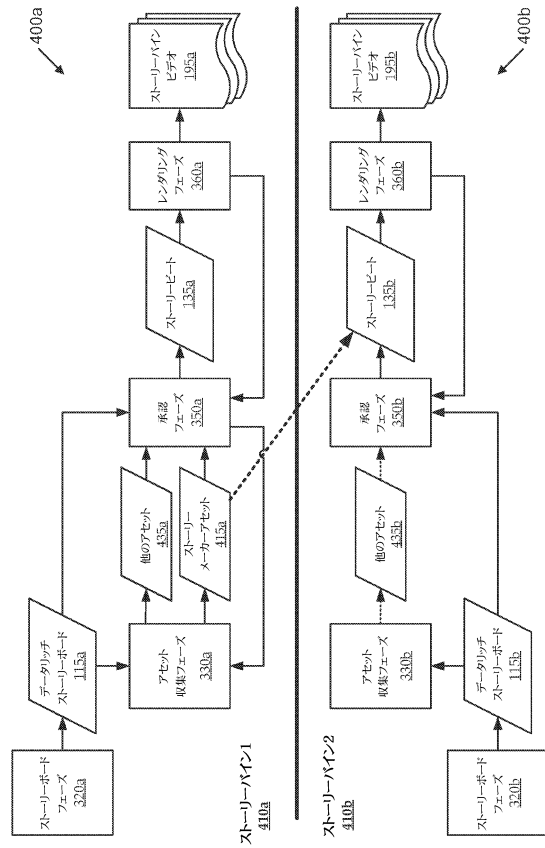 400a
ストーリーボード
フェーズ
320a
データリッチ
ストーリーボード
115a
アセット
収集フェーズ
330a
他のアセット
435a
ストーリー
メーカーアセット
415a
承認
フェーズ
350a
ストーリービート
135a
レンダリング
フェーズ
360a
ストーリーバイン
ビデオ
195a
ストーリーバイン1
410a
ストーリーバイン2
410b
ストーリーボード
フェーズ
320b
データリッチ
ストーリーボード
115b
アセット
収集フェーズ
330b
他のアセット
435b
承認
フェーズ
350b
ストーリービート
135b
レンダリング
フェーズ
360b
ストーリーバイン
ビデオ
195b
400b